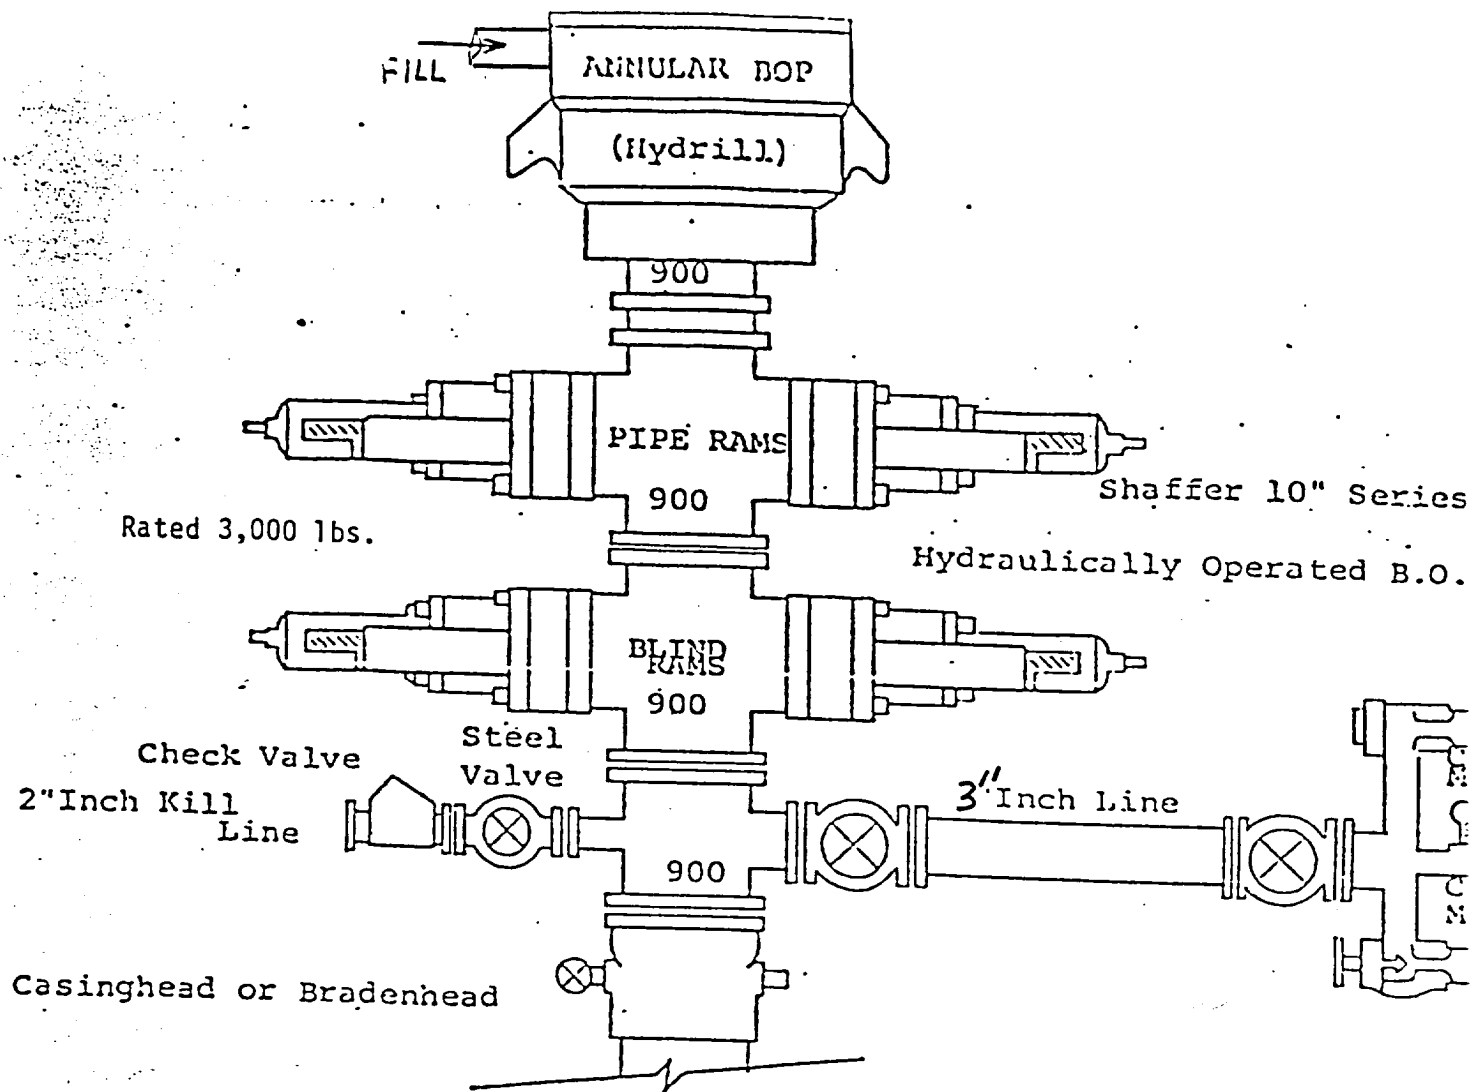 FILL
ANNULAR BOP
(Hydrill)
900
PIPE RAMS
900
Shaffer 10" Series
Rated 3,000 lbs.
Hydraulically Operated B.O.
BLIND
RAMS
900
Check Valve
Steel
Valve
2"Inch Kill
Line
3"Inch Line
900
M
C
M
Casinghead or Bradenhead